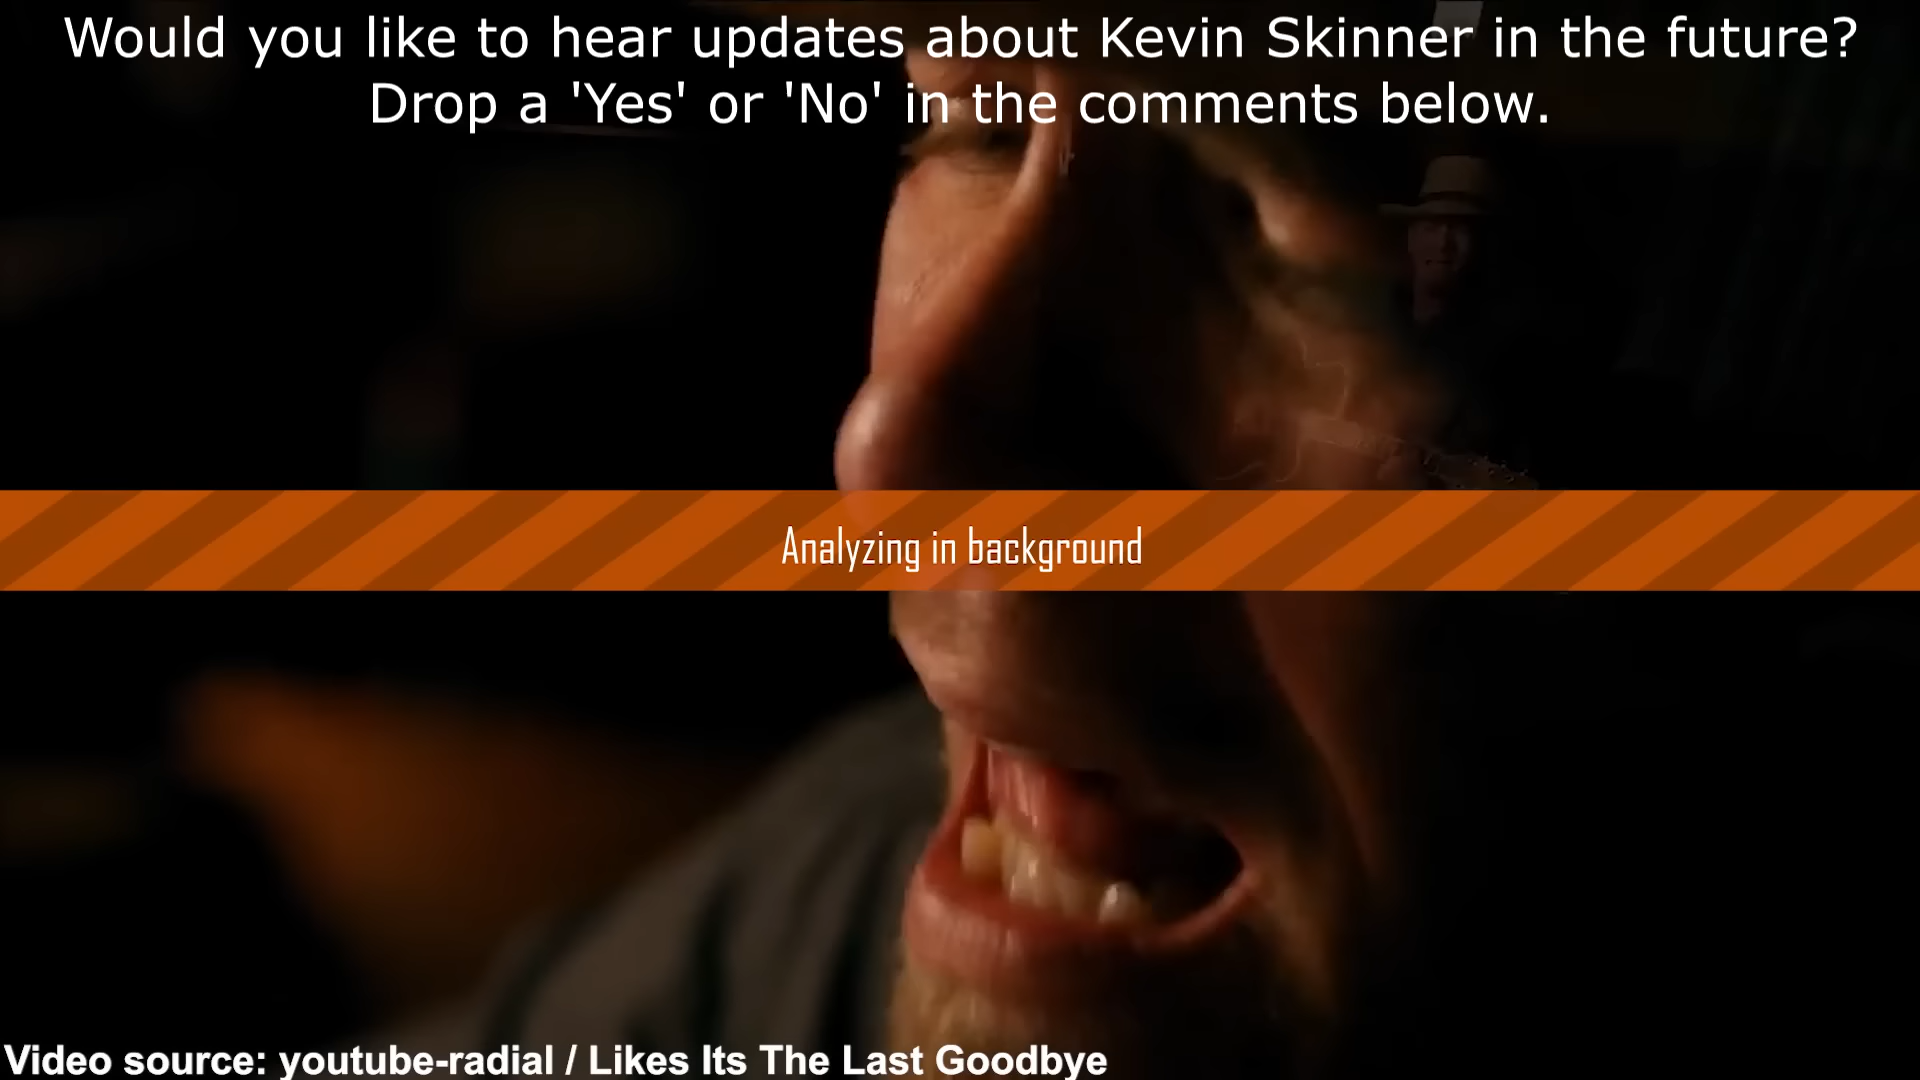 Would you like to hear updates about Kevin Skinner in the future?
Drop a 'Yes' or 'No' in the comments below.
Analyzing in background
Video source: youtube-radial / Likes Its The Last Goodbye